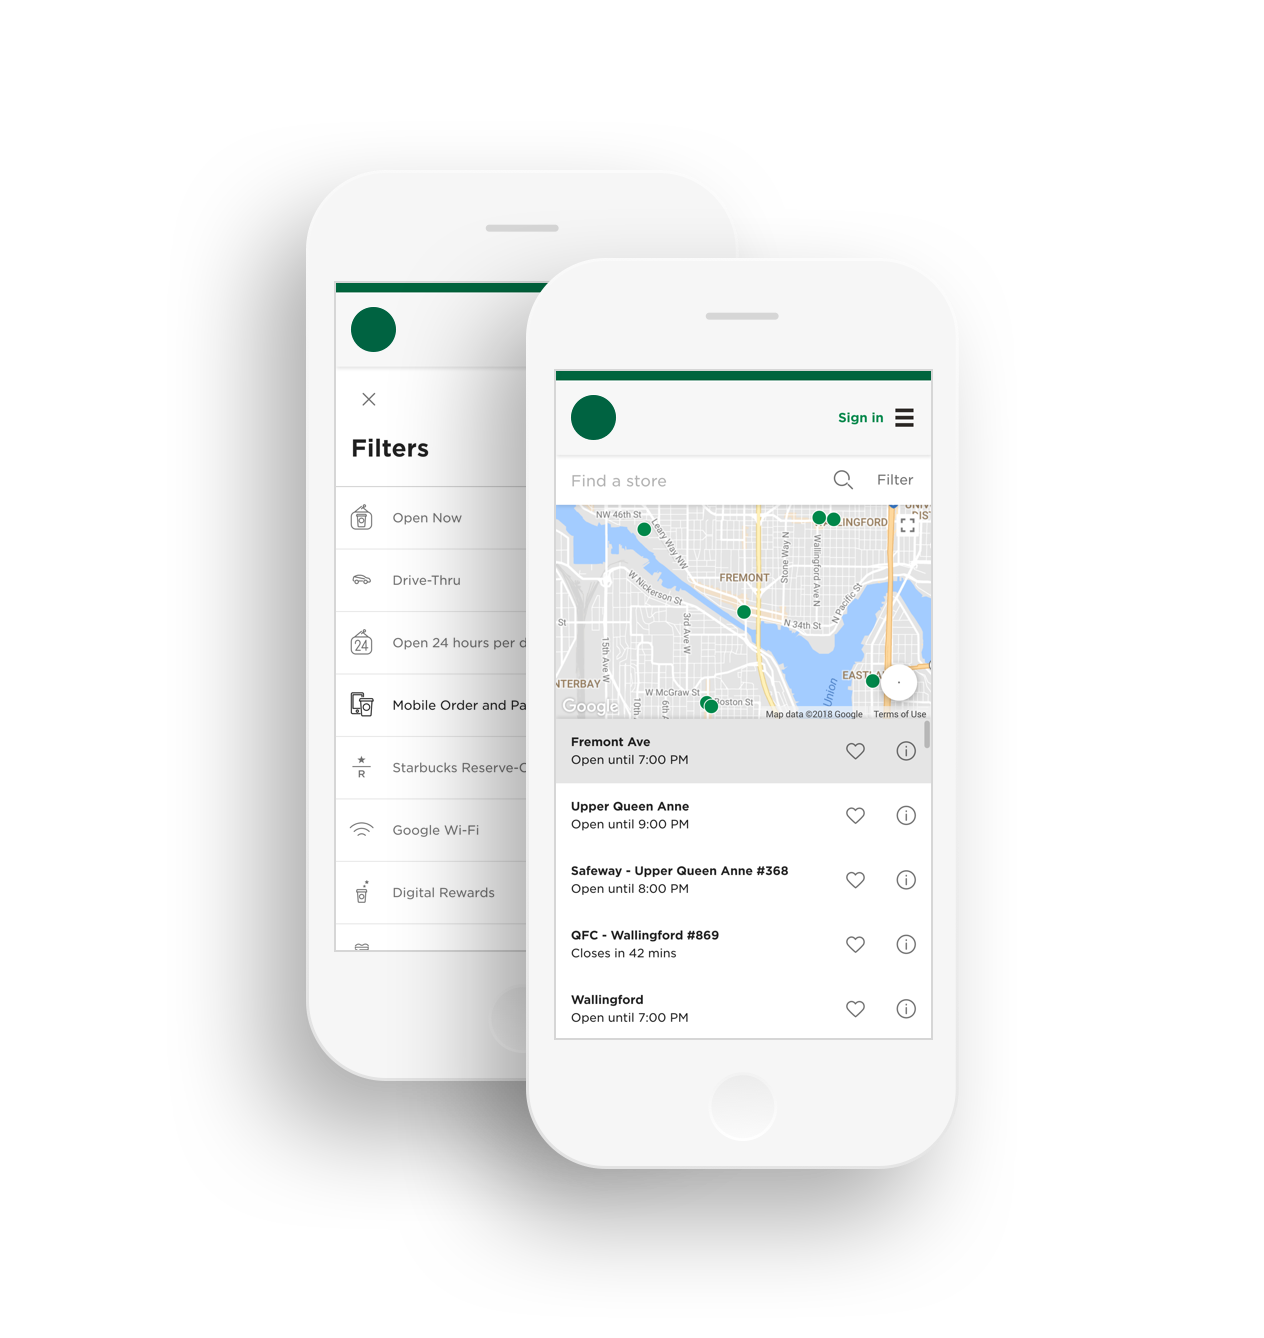 Filters
Open Now
Drive-Thru
24
Open 24 hours per d
Mobile Order and Pa
R
Starbucks Reserve-C
Google Wi-Fi
Digital Rewards
Sign in
Find a store
Filter
NW 46th St
Leary Way NW
Stone Way N
Wallingford Ave N
LINGFORD
UNIV
DIS
FREMONT
W Nickerson St
N Pacific St
N 34th St
St
3rd Ave W
15th Ave W
EASTLA
NTERBAY
W McGraw St
Boston St
10th
6th A
Union
Google
Map data ©2018 Google
Terms of Use
Fremont Ave
Open until 7:00 PM
Upper Queen Anne
Open until 9:00 PM
Safeway - Upper Queen Anne #368
Open until 8:00 PM
QFC - Wallingford #869
Closes in 42 mins
Wallingford
Open until 7:00 PM